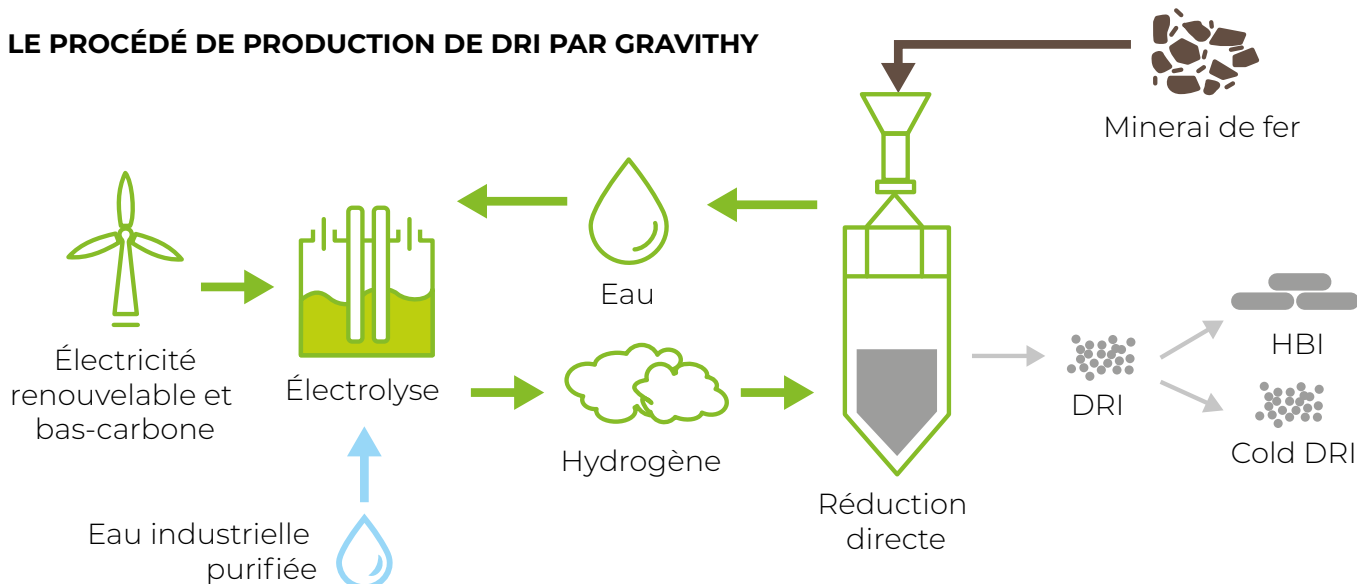 LE PROCÉDÉ DE PRODUCTION DE DRI PAR GRAVITHY
Minerai de fer
Eau
Électricité
renouvelable et
bas-carbone
Électrolyse
Hydrogène
Réduction
directe
DRI
HBI
Cold DRI
Eau industrielle
purifiée